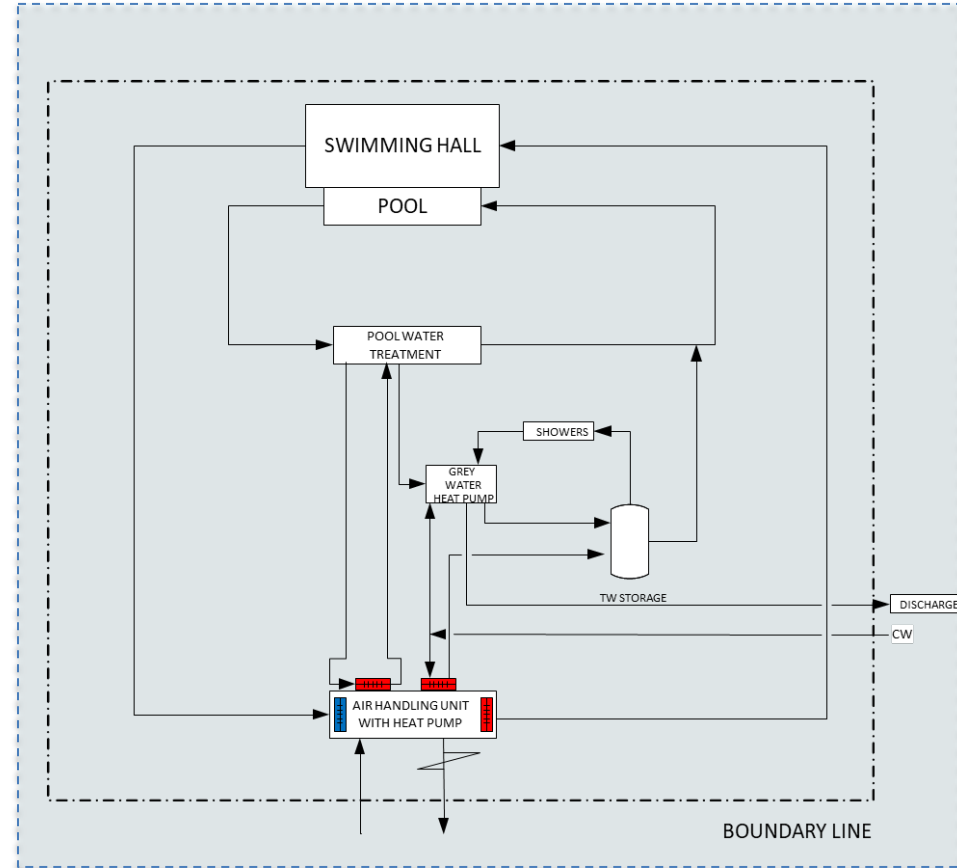 SWIMMING HALL
POOL
POOL WATER
TREATMENT
SHOWERS
GREY
WATER
HEAT PUMP
TW STORAGE
DISCHARGE
CW
AIR HANDLING UNIT
WITH HEAT PUMP
BOUNDARY LINE